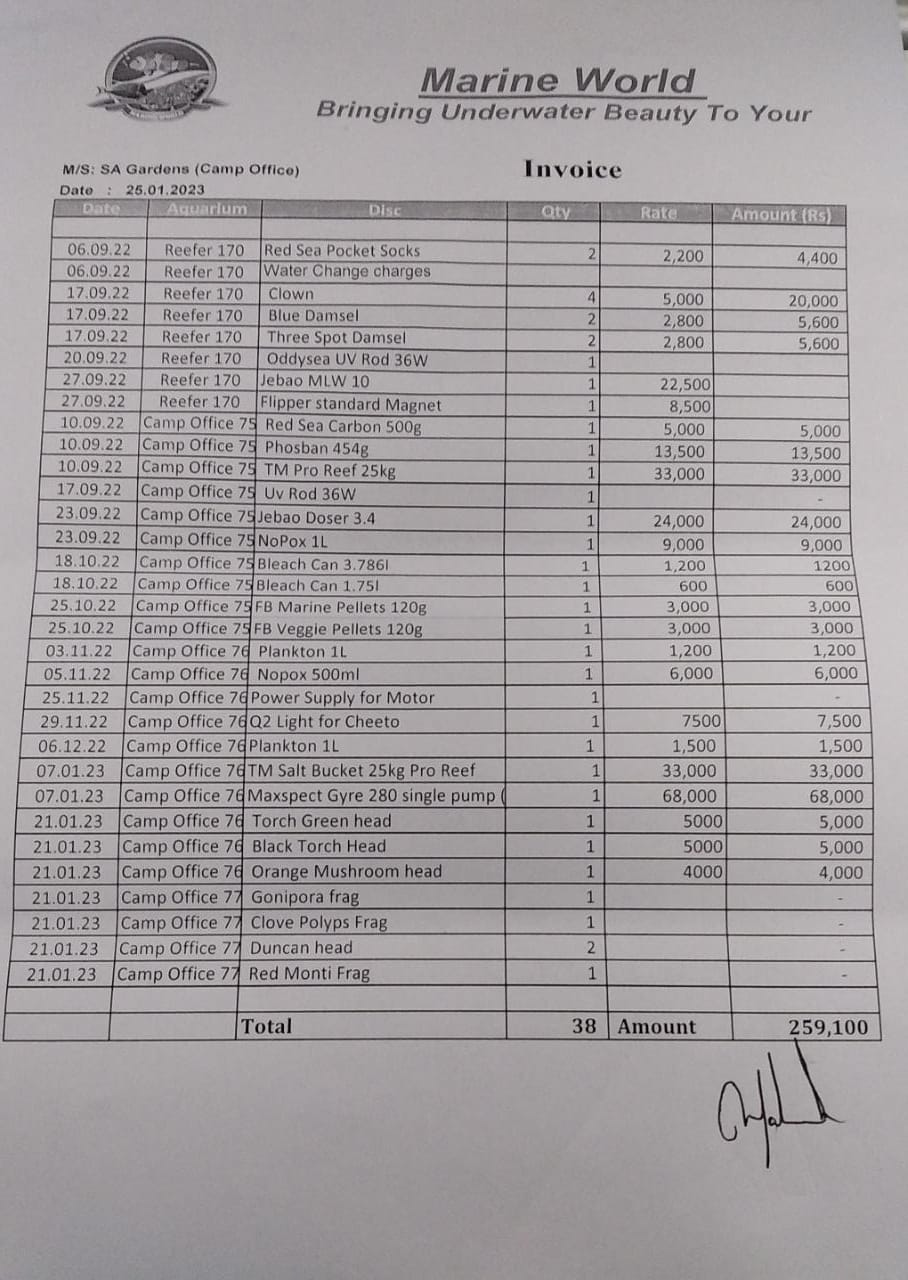 Marine World
Bringing Underwater Beauty To Your
M/S: SA Gardens (Camp Office) Invoice
Date : 25.01.2023
Date Aquarium Disc Qty Rate Amount (Rs)
06.09.22 Reefer 170 Red Sea Pocket Socks 2 2,200 4,400
06.09.22 Reefer 170 Water Change charges
17.09.22 Reefer 170 Clown 4 5,000 20,000
17.09.22 Reefer 170 Blue Damsel 2 2,800 5,600
17.09.22 Reefer 170 Three Spot Damsel 2 2,800 5,600
20.09.22 Reefer 170 Oddysea UV Rod 36W 1
27.09.22 Reefer 170 Jebao MLW 10 1 22,500
27.09.22 Reefer 170 Flipper standard Magnet 1 8,500
10.09.22 Camp Office 75 Red Sea Carbon 500g 1 5,000 5,000
10.09.22 Camp Office 75 Phosban 454g 1 13,500 13,500
10.09.22 Camp Office 75 TM Pro Reef 25kg 1 33,000 33,000
17.09.22 Camp Office 75 Uv Rod 36W 1 -
23.09.22 Camp Office 75 Jebao Doser 3.4 1 24,000 24,000
23.09.22 Camp Office 75 NoPox 1L 1 9,000 9,000
18.10.22 Camp Office 75 Bleach Can 3.786l 1 1,200 1200
18.10.22 Camp Office 75 Bleach Can 1.75l 1 600 600
25.10.22 Camp Office 75 FB Marine Pellets 120g 1 3,000 3,000
25.10.22 Camp Office 75 FB Veggie Pellets 120g 1 3,000 3,000
03.11.22 Camp Office 76 Plankton 1L 1 1,200 1,200
05.11.22 Camp Office 76 Nopox 500ml 1 6,000 6,000
25.11.22 Camp Office 76 Power Supply for Motor 1 -
29.11.22 Camp Office 76 Q2 Light for Cheeto 1 7500 7,500
06.12.22 Camp Office 76 Plankton 1L 1 1,500 1,500
07.01.23 Camp Office 76 TM Salt Bucket 25kg Pro Reef 1 33,000 33,000
07.01.23 Camp Office 76 Maxspect Gyre 280 single pump ( 1 68,000 68,000
21.01.23 Camp Office 76 Torch Green head 1 5000 5,000
21.01.23 Camp Office 76 Black Torch Head 1 5000 5,000
21.01.23 Camp Office 76 Orange Mushroom head 1 4000 4,000
21.01.23 Camp Office 77 Gonipora frag 1 -
21.01.23 Camp Office 77 Clove Polyps Frag 1 -
21.01.23 Camp Office 77 Duncan head 2 -
21.01.23 Camp Office 77 Red Monti Frag 1 -
Total 38 Amount 259,100